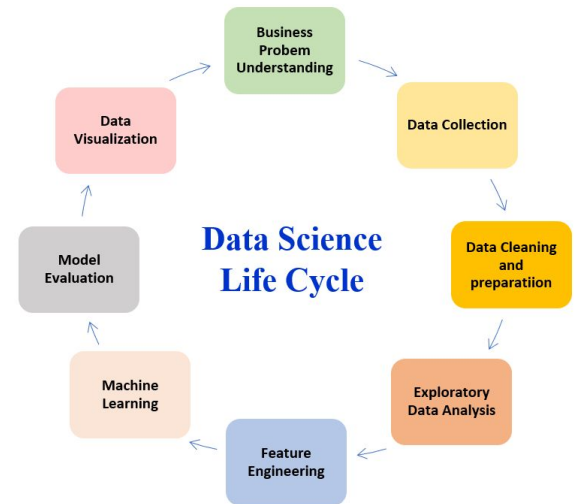 Business
Probem
Understanding
Data Collection
Data Cleaning
and
preparatiion
Exploratory
Data Analysis
Feature
Engineering
Machine
Learning
Model
Evaluation
Data
Visualization
Data Science
Life Cycle